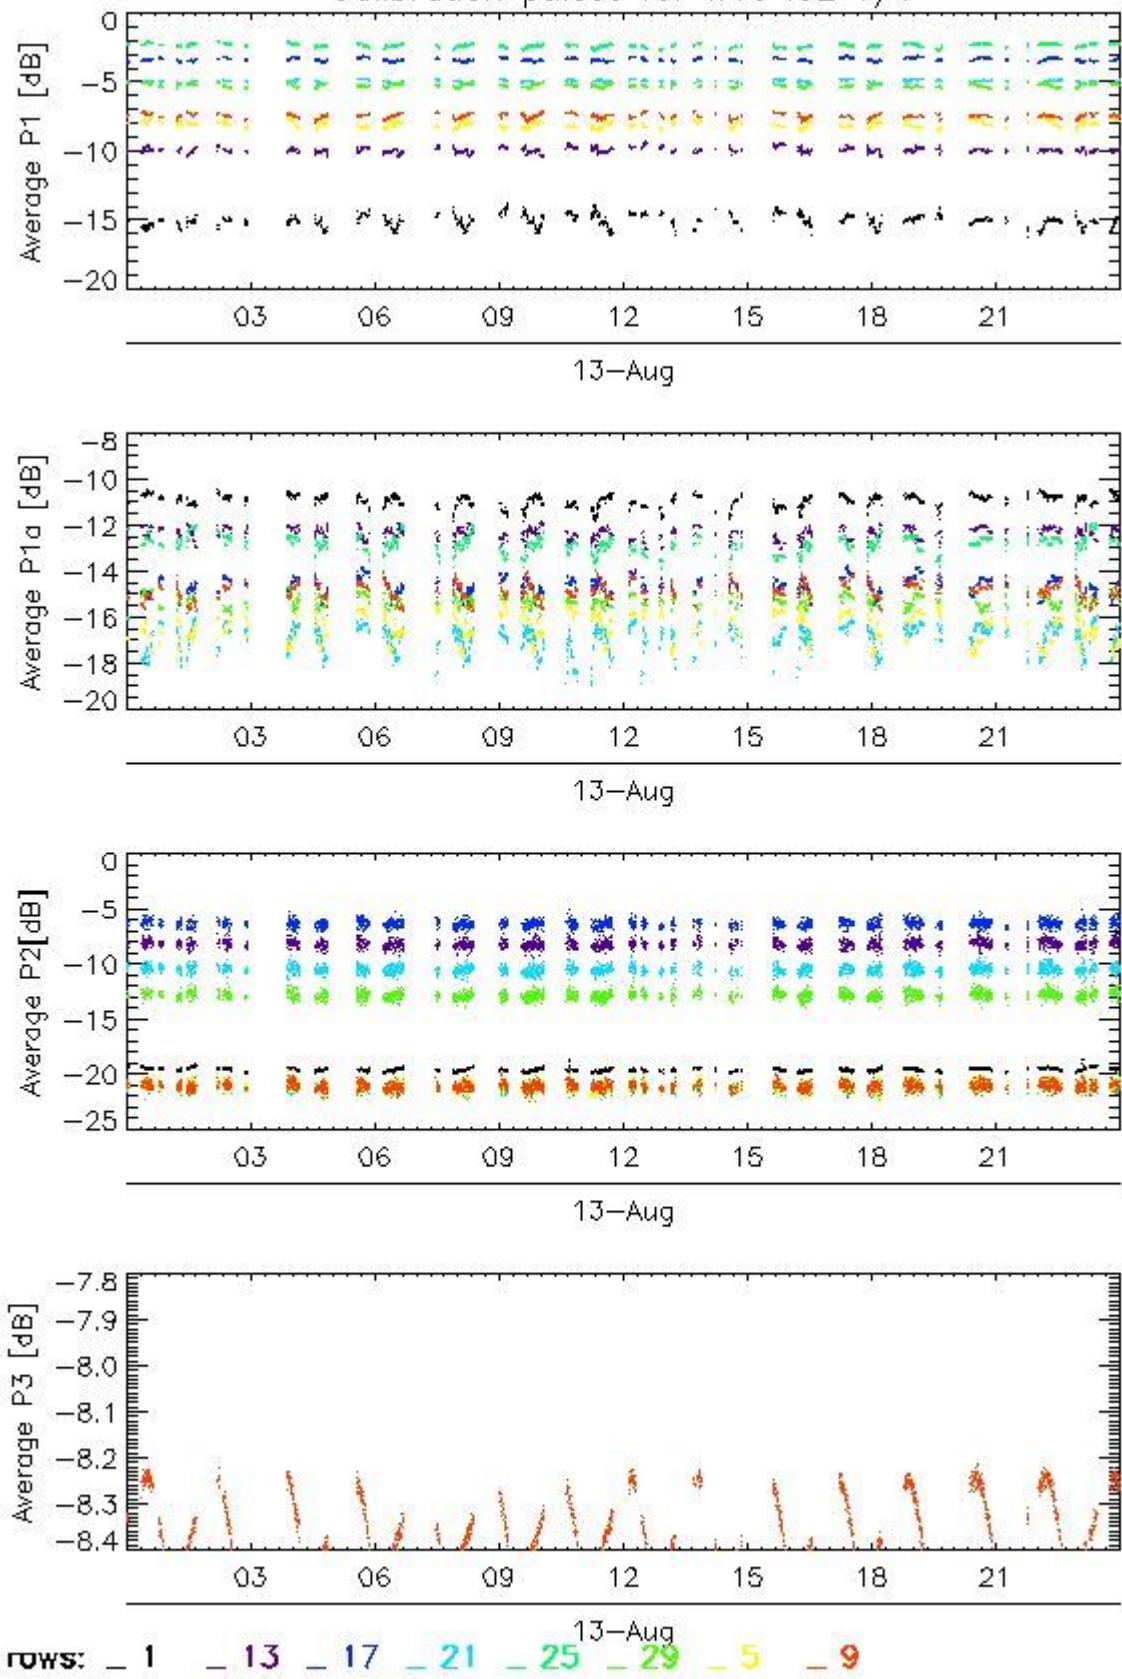 0
−5
−10
−15
−20
Average P1 [dB]
03 06 09 12 15 18 21
13−Aug
−8
−10
−12
−14
−16
−18
−20
Average P1a [dB]
03 06 09 12 15 18 21
13−Aug
0
−5
−10
−15
−20
−25
Average P2[dB]
03 06 09 12 15 18 21
13−Aug
−7.8
−7.9
−8.0
−8.1
−8.2
−8.3
−8.4
Average P3 [dB]
03 06 09 12 15 18 21
13−Aug
rows: _ 1 _ 13 _ 17 _ 21 _ 25 _ 29 _ 5 _ 9